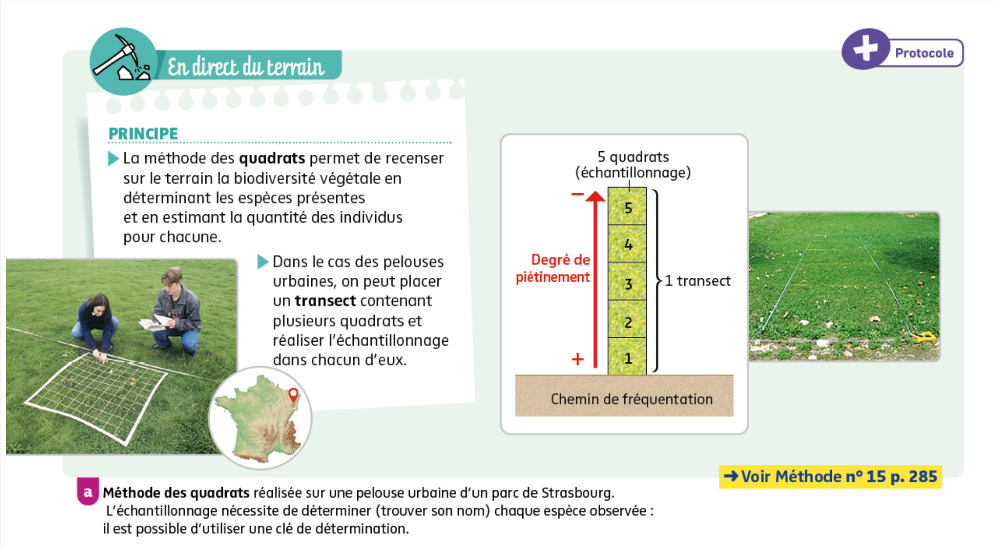 En direct du terrain
Protocole
PRINCIPE
La méthode des quadrats permet de recenser
sur le terrain la biodiversité végétale en
déterminant les espèces présentes
et en estimant la quantité des individus
pour chacune.
Dans le cas des pelouses
urbaines, on peut placer
un transect contenant
plusieurs quadrats et
réaliser l'échantillonnage
dans chacun d'eux.
5 quadrats
(échantillonnage)
–
5
4
Degré de
piétinement
3
1 transect
2
+
1
Chemin de fréquentation
➜ Voir Méthode n° 15 p. 285
a Méthode des quadrats réalisée sur une pelouse urbaine d'un parc de Strasbourg.
L'échantillonnage nécessite de déterminer (trouver son nom) chaque espèce observée :
il est possible d'utiliser une clé de détermination.